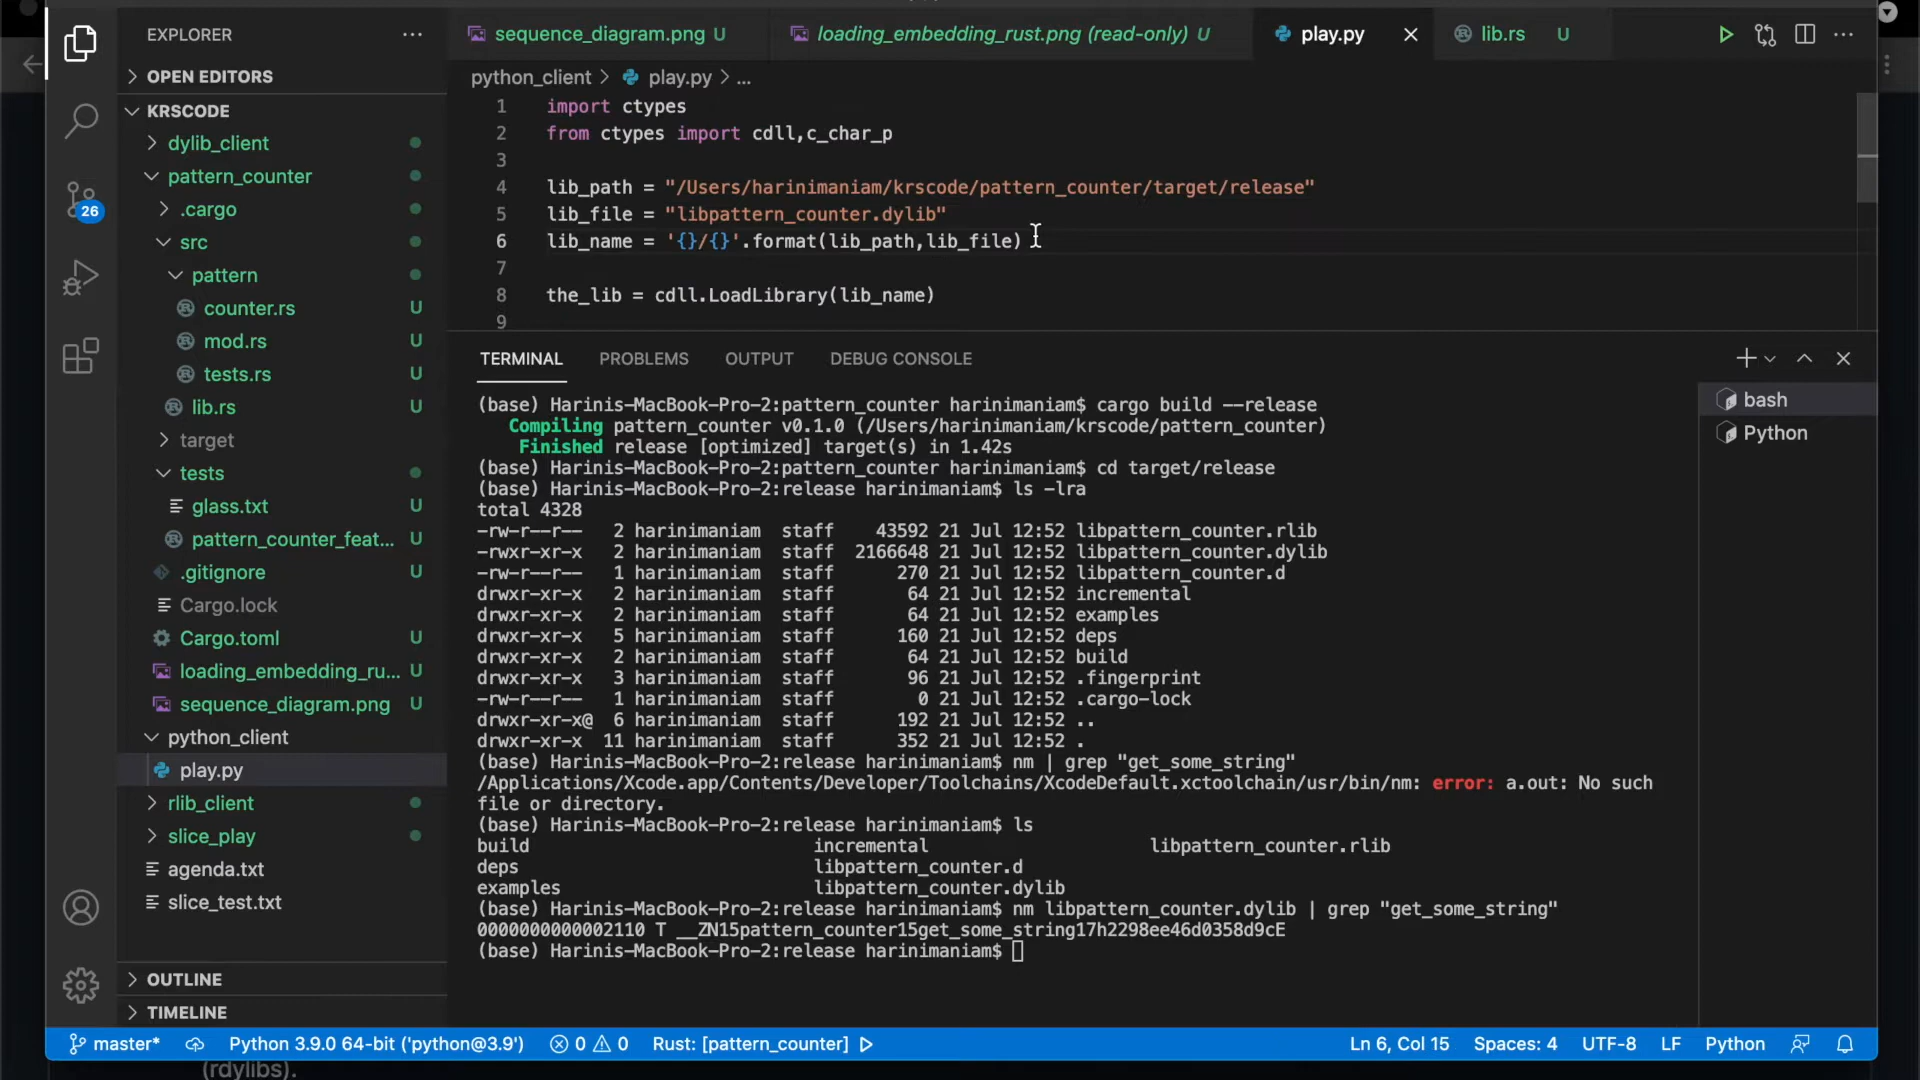 EXPLORER
OPEN EDITORS
KRSCODE
dylib_client
pattern_counter
.cargo
src
pattern
counter.rs U
mod.rs U
tests.rs U
lib.rs U
target
tests
glass.txt U
pattern_counter_feat... U
.gitignore U
Cargo.lock
Cargo.toml U
loading_embedding_ru... U
sequence_diagram.png U
python_client
play.py
rlib_client
slice_play
agenda.txt
slice_test.txt
OUTLINE
TIMELINE
26
sequence_diagram.png U
loading_embedding_rust.png (read-only) U
play.py
lib.rs U
python_client > play.py > ...
1 import ctypes
2 from ctypes import cdll,c_char_p
3
4 lib_path = "/Users/harinimaniam/krscode/pattern_counter/target/release"
5 lib_file = "libpattern_counter.dylib"
6 lib_name = '{}/{}'.format(lib_path,lib_file)
7
8 the_lib = cdll.LoadLibrary(lib_name)
9
TERMINAL PROBLEMS OUTPUT DEBUG CONSOLE
(base) Harinis-MacBook-Pro-2:pattern_counter harinimaniam$ cargo build --release
Compiling pattern_counter v0.1.0 (/Users/harinimaniam/krscode/pattern_counter)
Finished release [optimized] target(s) in 1.42s
(base) Harinis-MacBook-Pro-2:pattern_counter harinimaniam$ cd target/release
(base) Harinis-MacBook-Pro-2:release harinimaniam$ ls -lra
total 4328
-rw-r--r-- 2 harinimaniam staff 43592 21 Jul 12:52 libpattern_counter.rlib
-rwxr-xr-x 2 harinimaniam staff 2166648 21 Jul 12:52 libpattern_counter.dylib
-rw-r--r-- 1 harinimaniam staff 270 21 Jul 12:52 libpattern_counter.d
drwxr-xr-x 2 harinimaniam staff 64 21 Jul 12:52 incremental
drwxr-xr-x 2 harinimaniam staff 64 21 Jul 12:52 examples
drwxr-xr-x 5 harinimaniam staff 160 21 Jul 12:52 deps
drwxr-xr-x 2 harinimaniam staff 64 21 Jul 12:52 build
drwxr-xr-x 3 harinimaniam staff 96 21 Jul 12:52 .fingerprint
-rw-r--r-- 1 harinimaniam staff 0 21 Jul 12:52 .cargo-lock
drwxr-xr-x@ 6 harinimaniam staff 192 21 Jul 12:52 ..
drwxr-xr-x 11 harinimaniam staff 352 21 Jul 12:52 .
(base) Harinis-MacBook-Pro-2:release harinimaniam$ nm | grep "get_some_string"
/Applications/Xcode.app/Contents/Developer/Toolchains/XcodeDefault.xctoolchain/usr/bin/nm: error: a.out: No such
file or directory.
(base) Harinis-MacBook-Pro-2:release harinimaniam$ ls
build incremental libpattern_counter.rlib
deps libpattern_counter.d
examples libpattern_counter.dylib
(base) Harinis-MacBook-Pro-2:release harinimaniam$ nm libpattern_counter.dylib | grep "get_some_string"
0000000000002110 T __ZN15pattern_counter15get_some_string17h2298ee46d0358d9cE
(base) Harinis-MacBook-Pro-2:release harinimaniam$
bash
Python
master* Python 3.9.0 64-bit ('python@3.9') 0 0 Rust: [pattern_counter] Ln 6, Col 15 Spaces: 4 UTF-8 LF Python
(rdylibs).